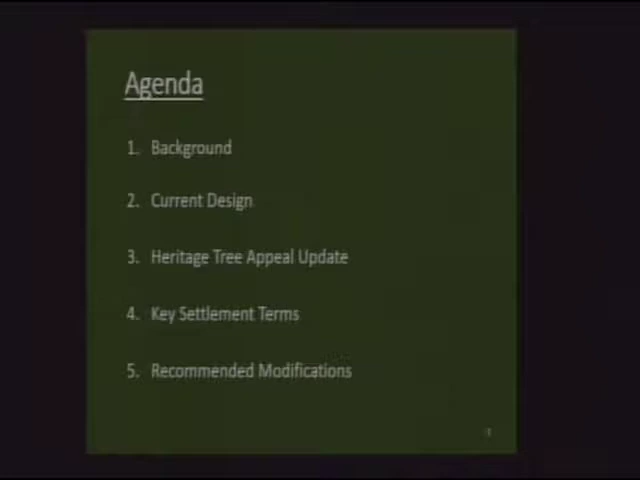 Agenda
1. Background
2. Current Design
3. Heritage Tree Appeal Update
4. Key Settlement Terms
5. Recommended Modifications